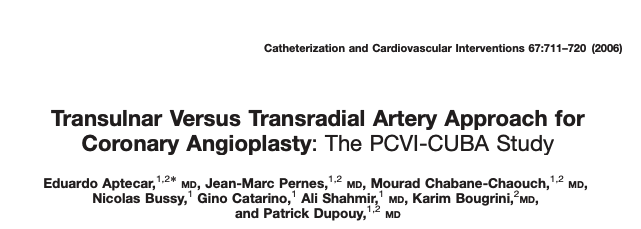 Catheterization and Cardiovascular Interventions 67:711–720 (2006)
Transulnar Versus Transradial Artery Approach for
Coronary Angioplasty: The PCVI-CUBA Study
Eduardo Aptecar,1,2* MD, Jean-Marc Pernes,1,2 MD, Mourad Chabane-Chaouch,1,2 MD,
Nicolas Bussy,1 Gino Catarino,1 Ali Shahmir,1 MD, Karim Bougrini,2MD,
and Patrick Dupouy,1,2 MD